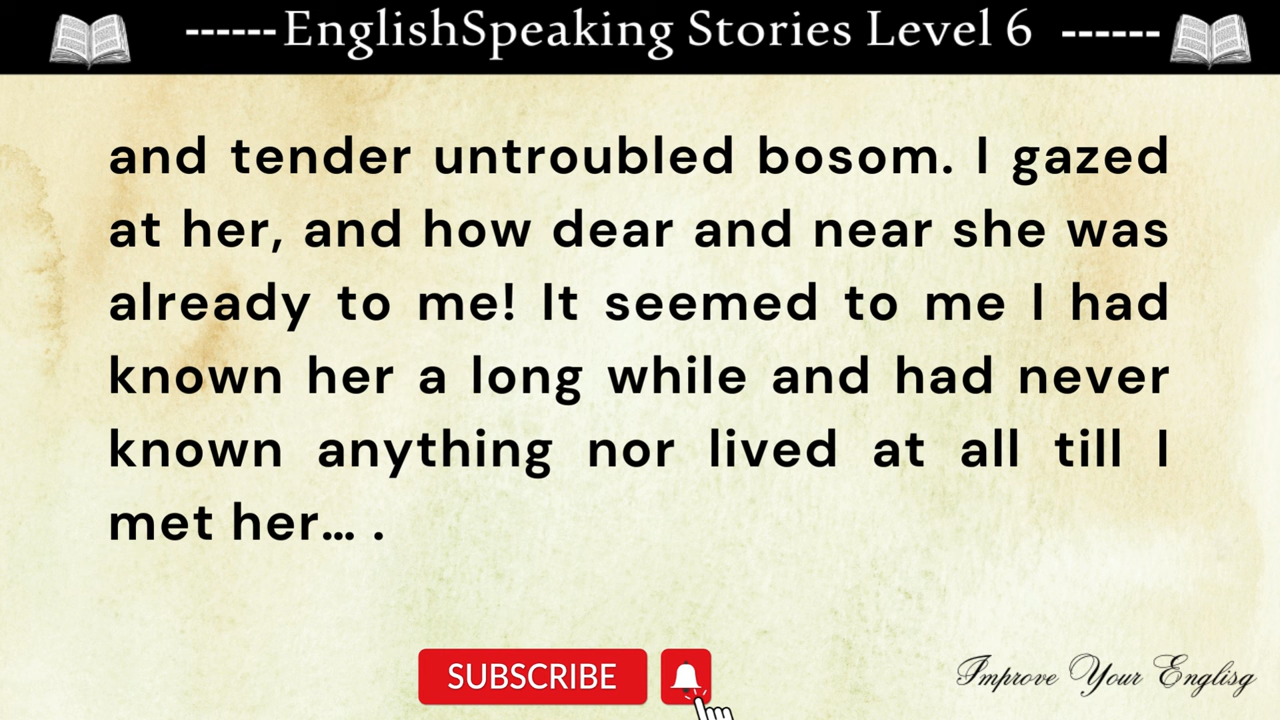 ------EnglishSpeaking Stories Level 6 ------
and tender untroubled bosom. I gazed
at her, and how dear and near she was
already to me! It seemed to me I had
known her a long while and had never
known anything nor lived at all till I
met her... .
SUBSCRIBE
Improve Your Englisg